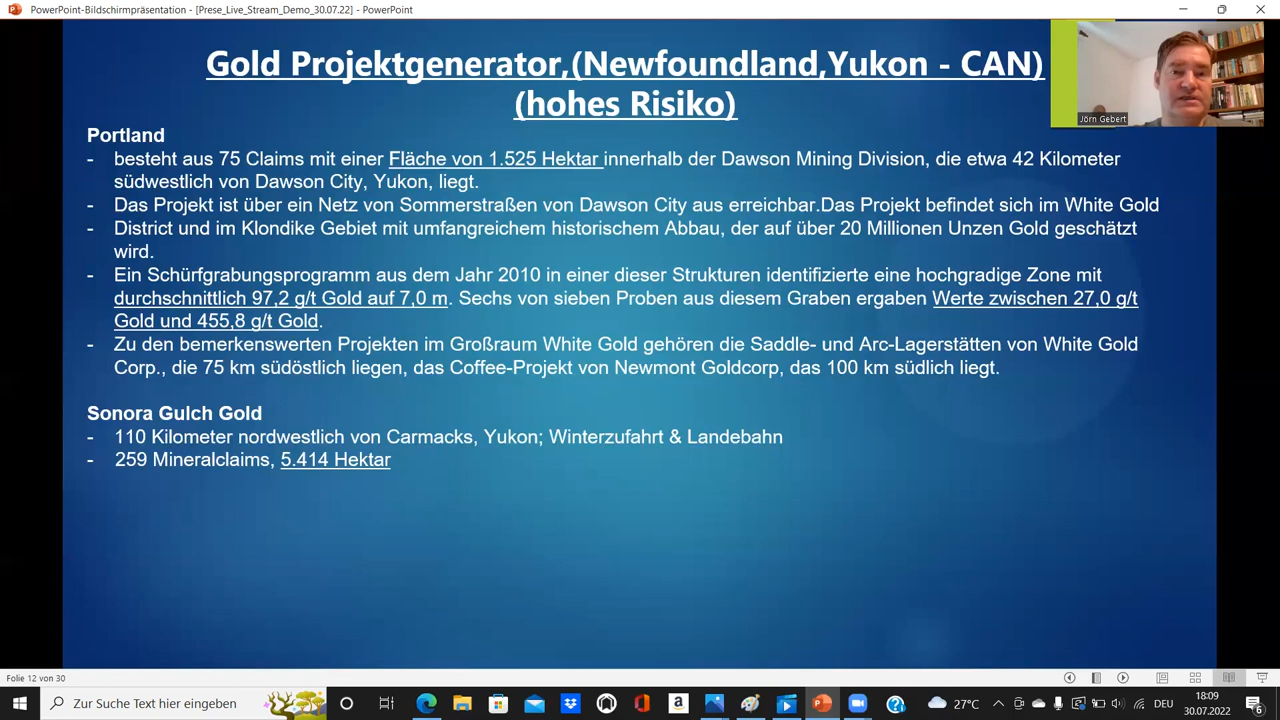 PowerPoint-Bildschirmpräsentation - [Prese_Live_Stream_Demo_30.07.22] - PowerPoint
Gold Projektgenerator,(Newfoundland,Yukon - CAN)
(hohes Risiko)
Jörn Gebert
Portland
- besteht aus 75 Claims mit einer Fläche von 1.525 Hektar innerhalb der Dawson Mining Division, die etwa 42 Kilometer
südwestlich von Dawson City, Yukon, liegt.
- Das Projekt ist über ein Netz von Sommerstraßen von Dawson City aus erreichbar.Das Projekt befindet sich im White Gold
- District und im Klondike Gebiet mit umfangreichem historischem Abbau, der auf über 20 Millionen Unzen Gold geschätzt
wird.
- Ein Schürfgrabungsprogramm aus dem Jahr 2010 in einer dieser Strukturen identifizierte eine hochgradige Zone mit
durchschnittlich 97,2 g/t Gold auf 7,0 m. Sechs von sieben Proben aus diesem Graben ergaben Werte zwischen 27,0 g/t
Gold und 455,8 g/t Gold.
- Zu den bemerkenswerten Projekten im Großraum White Gold gehören die Saddle- und Arc-Lagerstätten von White Gold
Corp., die 75 km südöstlich liegen, das Coffee-Projekt von Newmont Goldcorp, das 100 km südlich liegt.
Sonora Gulch Gold
- 110 Kilometer nordwestlich von Carmacks, Yukon; Winterzufahrt & Landebahn
- 259 Mineralclaims, 5.414 Hektar
Folie 12 von 30
Zur Suche Text hier eingeben
27°C
DEU
18:09
30.07.2022
6